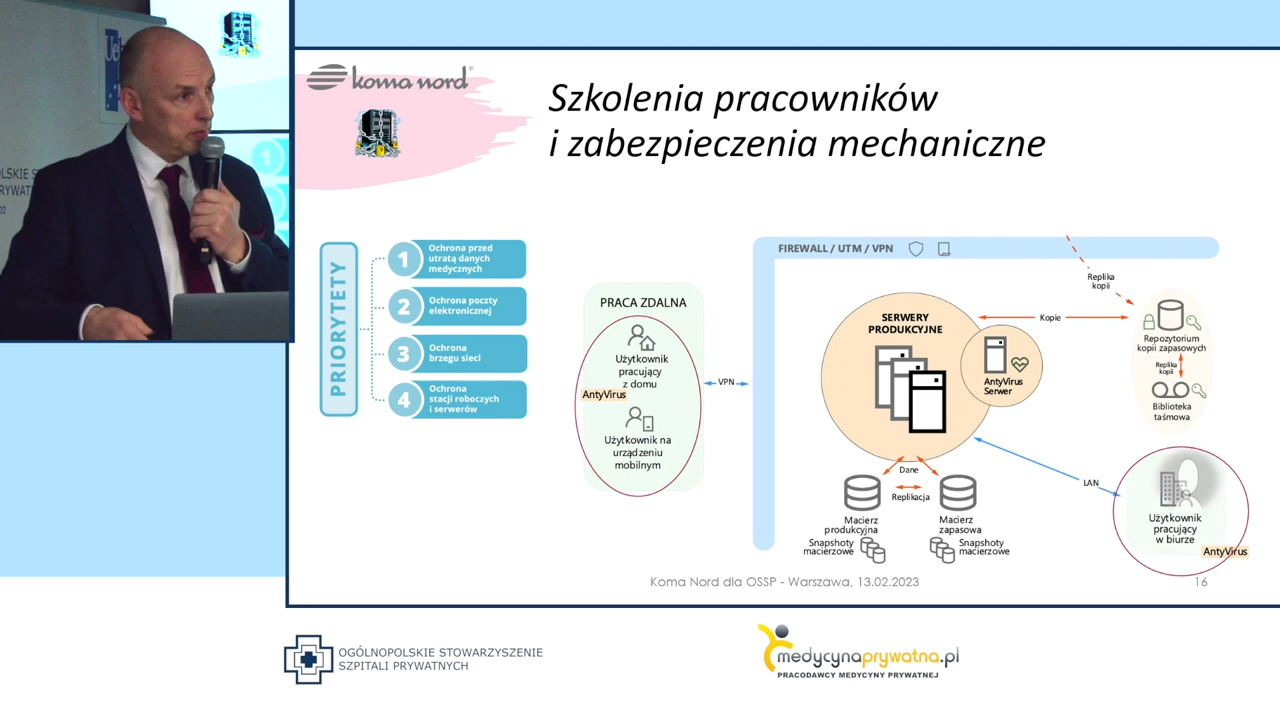 koma nord
Szkolenia pracowników
i zabezpieczenia mechaniczne
PRIORYTETY
1
Ochrona przed
utratą danych
medycznych
2
Ochrona poczty
elektronicznej
3
Ochrona
brzegu sieci
4
Ochrona
stacji roboczych
i serwerów
PRACA ZDALNA
Użytkownik
pracujący
z domu
AntyVirus
Użytkownik na
urządzeniu
mobilnym
VPN
FIREWALL / UTM / VPN
SERWERY
PRODUKCYJNE
AntyVirus
Serwer
Kopie
Replika
kopii
Repozytorium
kopii zapasowych
Replika
kopii
Biblioteka
taśmowa
Dane
Replikacja
Macierz
produkcyjna
Snapshoty
macierzowe
Macierz
zapasowa
Snapshoty
macierzowe
LAN
Użytkownik
pracujący
w biurze
AntyVirus
Koma Nord dla OSSP - Warszawa, 13.02.2023
16
OGÓLNOPOLSKIE STOWARZYSZENIE
SZPITALI PRYWATNYCH
medycynaprywatna.pl
PRACODAWCY MEDYCYNY PRYWATNEJ